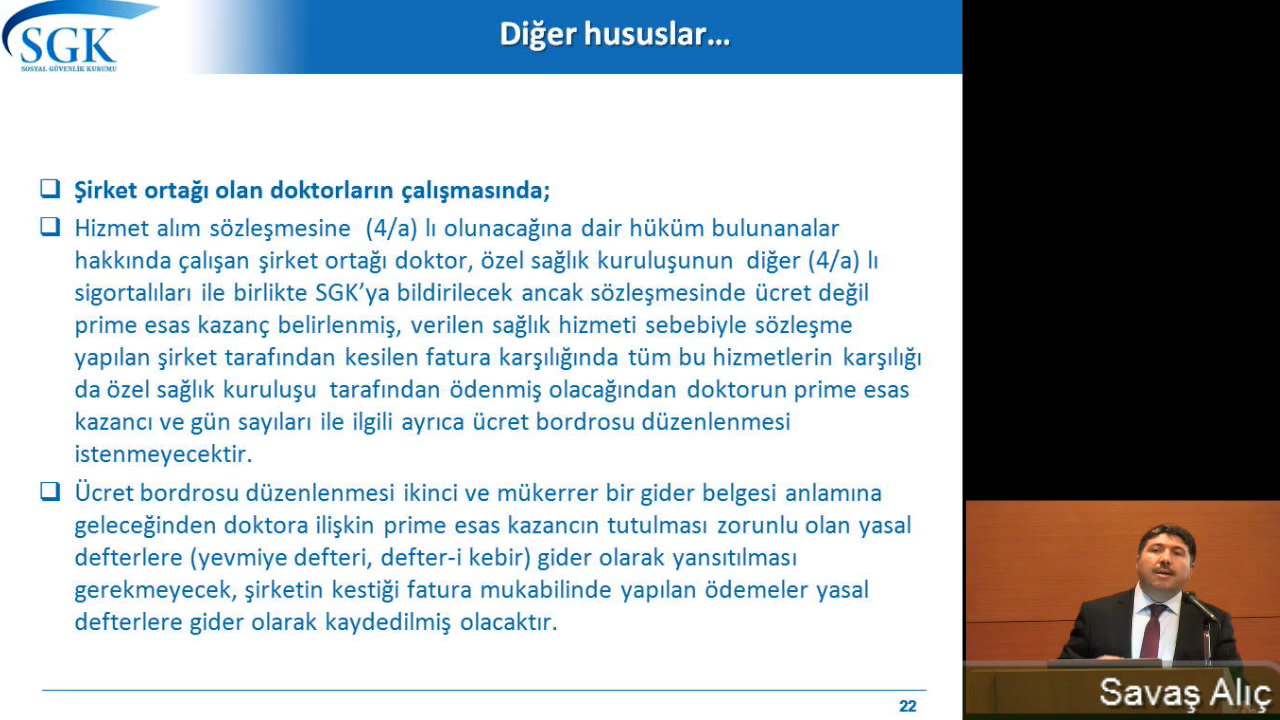 SGK
SOSYAL GÜVENLİK KURUMU
Diğer hususlar...
Şirket ortağı olan doktorların çalışmasında;
Hizmet alım sözleşmesine (4/a) lı olunacağına dair hüküm bulunanalar
hakkında çalışan şirket ortağı doktor, özel sağlık kuruluşunun diğer (4/a) lı
sigortalıları ile birlikte SGK'ya bildirilecek ancak sözleşmesinde ücret değil
prime esas kazanç belirlenmiş, verilen sağlık hizmeti sebebiyle sözleşme
yapılan şirket tarafından kesilen fatura karşılığında tüm bu hizmetlerin karşılığı
da özel sağlık kuruluşu tarafından ödenmiş olacağından doktorun prime esas
kazancı ve gün sayıları ile ilgili ayrıca ücret bordrosu düzenlenmesi
istenmeyecektir.
Ücret bordrosu düzenlenmesi ikinci ve mükerrer bir gider belgesi anlamına
geleceğinden doktora ilişkin prime esas kazancın tutulması zorunlu olan yasal
defterlere (yevmiye defteri, defter-i kebir) gider olarak yansıtılması
gerekmeyecek, şirketin kestiği fatura mukabilinde yapılan ödemeler yasal
defterlere gider olarak kaydedilmiş olacaktır.
22
Savaş Alıç